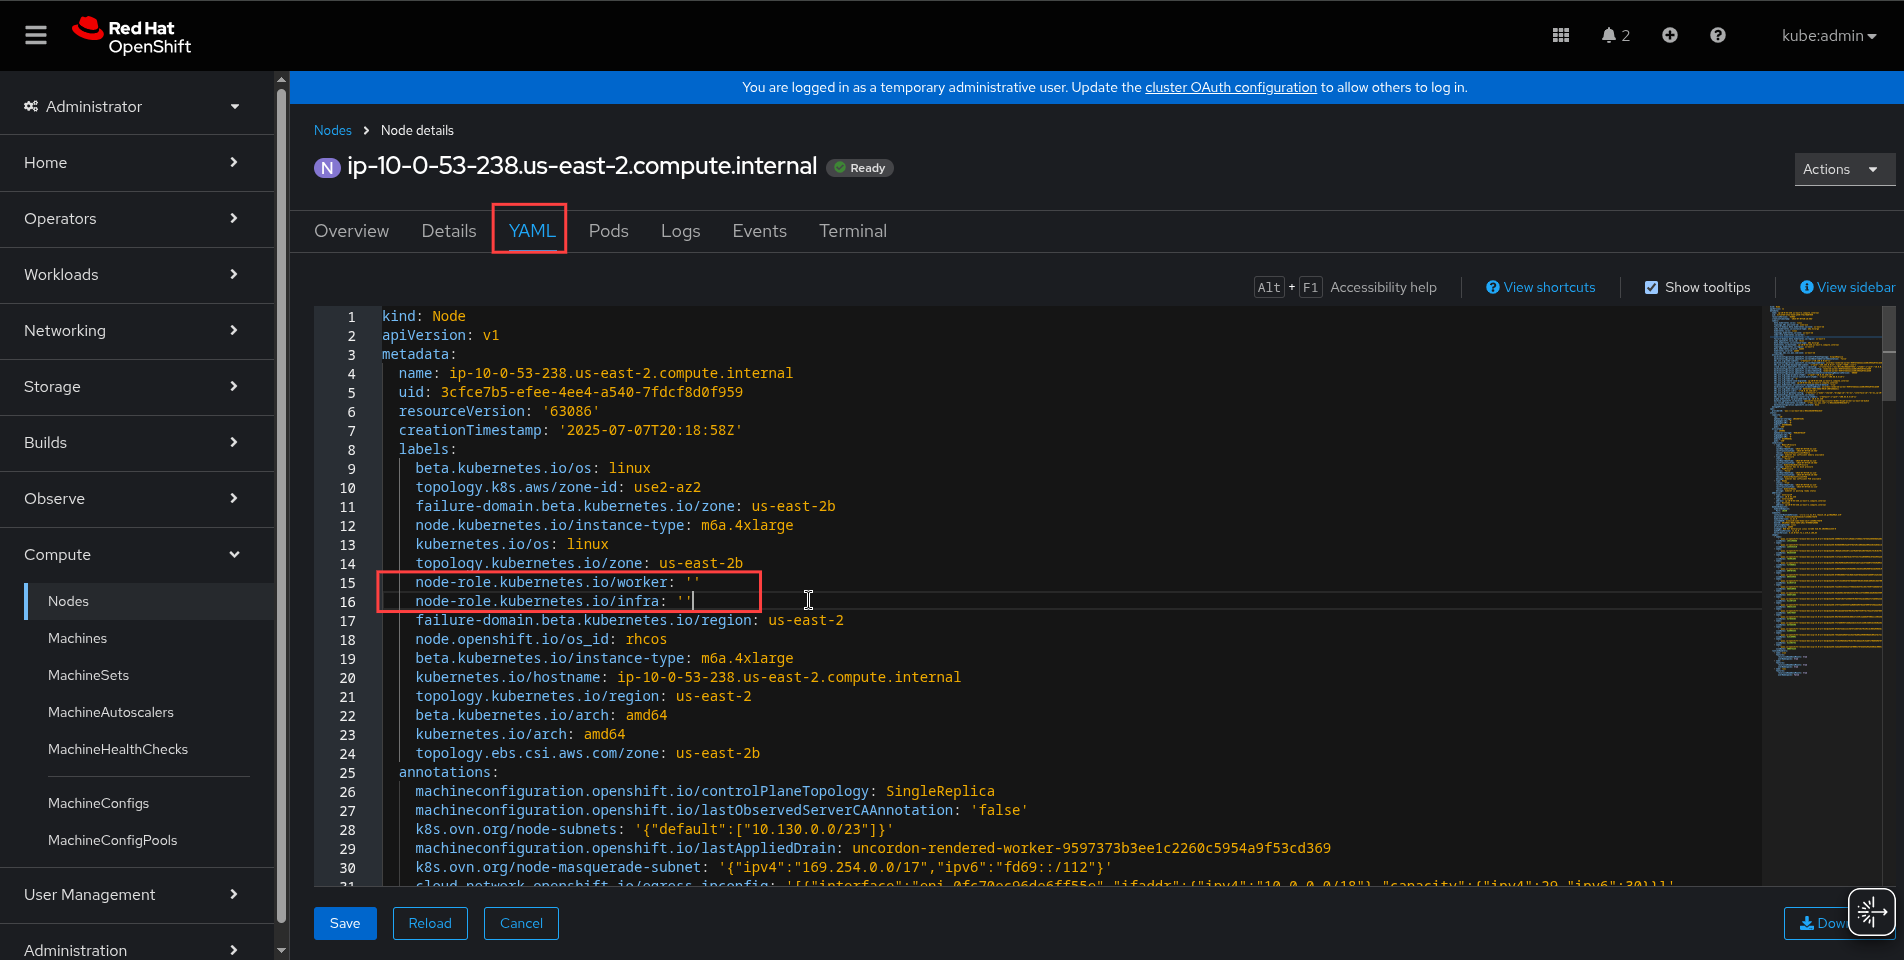 Red Hat
OpenShift
2
kube:admin
You are logged in as a temporary administrative user. Update the cluster OAuth configuration to allow others to log in.
Administrator
Home
Operators
Workloads
Networking
Storage
Builds
Observe
Compute
Nodes
Machines
MachineSets
MachineAutoscalers
MachineHealthChecks
MachineConfigs
MachineConfigPools
User Management
Administration
Nodes > Node details
N ip-10-0-53-238.us-east-2.compute.internal Ready
Actions
Overview Details YAML Pods Logs Events Terminal
Alt + F1 Accessibility help View shortcuts Show tooltips View sidebar
1 kind: Node
2 apiVersion: v1
3 metadata:
4 name: ip-10-0-53-238.us-east-2.compute.internal
5 uid: 3cfce7b5-efee-4ee4-a540-7fdcf8d0f959
6 resourceVersion: '63086'
7 creationTimestamp: '2025-07-07T20:18:58Z'
8 labels:
9 beta.kubernetes.io/os: linux
10 topology.k8s.aws/zone-id: use2-az2
11 failure-domain.beta.kubernetes.io/zone: us-east-2b
12 node.kubernetes.io/instance-type: m6a.4xlarge
13 kubernetes.io/os: linux
14 topology.kubernetes.io/zone: us-east-2b
15 node-role.kubernetes.io/worker: ''
16 node-role.kubernetes.io/infra: ''
17 failure-domain.beta.kubernetes.io/region: us-east-2
18 node.openshift.io/os_id: rhcos
19 beta.kubernetes.io/instance-type: m6a.4xlarge
20 kubernetes.io/hostname: ip-10-0-53-238.us-east-2.compute.internal
21 topology.kubernetes.io/region: us-east-2
22 beta.kubernetes.io/arch: amd64
23 kubernetes.io/arch: amd64
24 topology.ebs.csi.aws.com/zone: us-east-2b
25 annotations:
26 machineconfiguration.openshift.io/controlPlaneTopology: SingleReplica
27 machineconfiguration.openshift.io/lastObservedServerCAAnnotation: 'false'
28 k8s.ovn.org/node-subnets: '{"default":["10.130.0.0/23"]}'
29 machineconfiguration.openshift.io/lastAppliedDrain: uncordon-rendered-worker-9597373b3ee1c2260c5954a9f53cd369
30 k8s.ovn.org/node-masquerade-subnet: '{"ipv4":"169.254.0.0/17","ipv6":"fd69::/112"}'
Save Reload Cancel